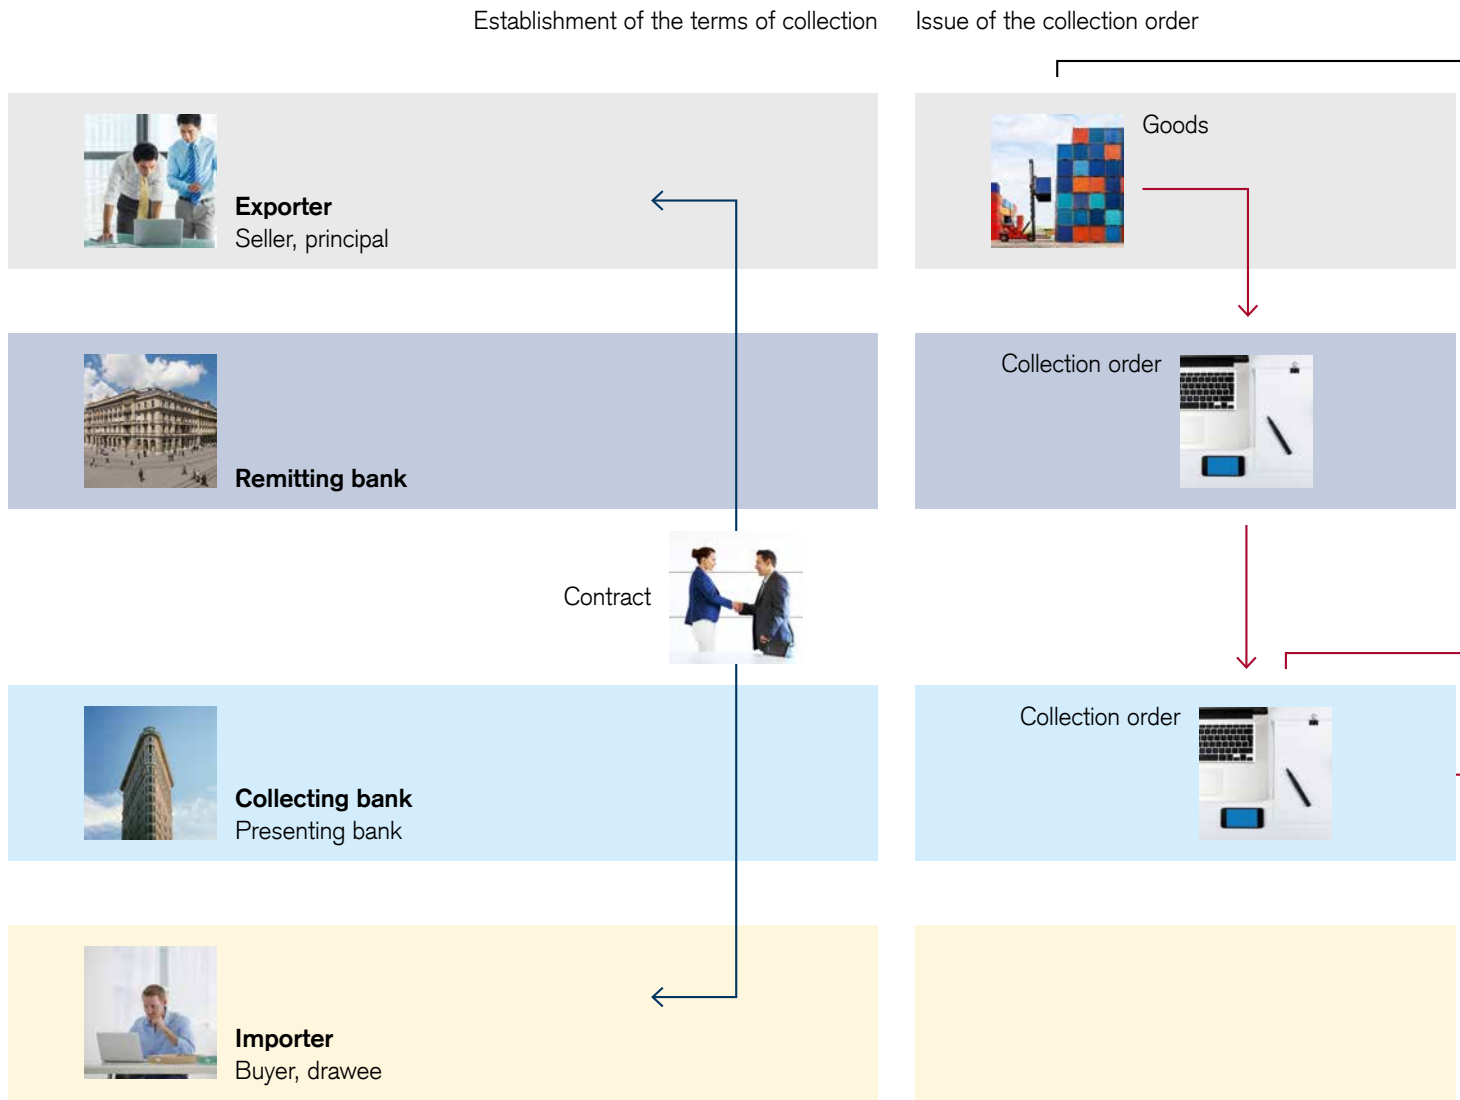 Establishment of the terms of collection
Issue of the collection order
Goods
Exporter
Seller, principal
Collection order
Remitting bank
Contract
Collection order
Collecting bank
Presenting bank
Importer
Buyer, drawee